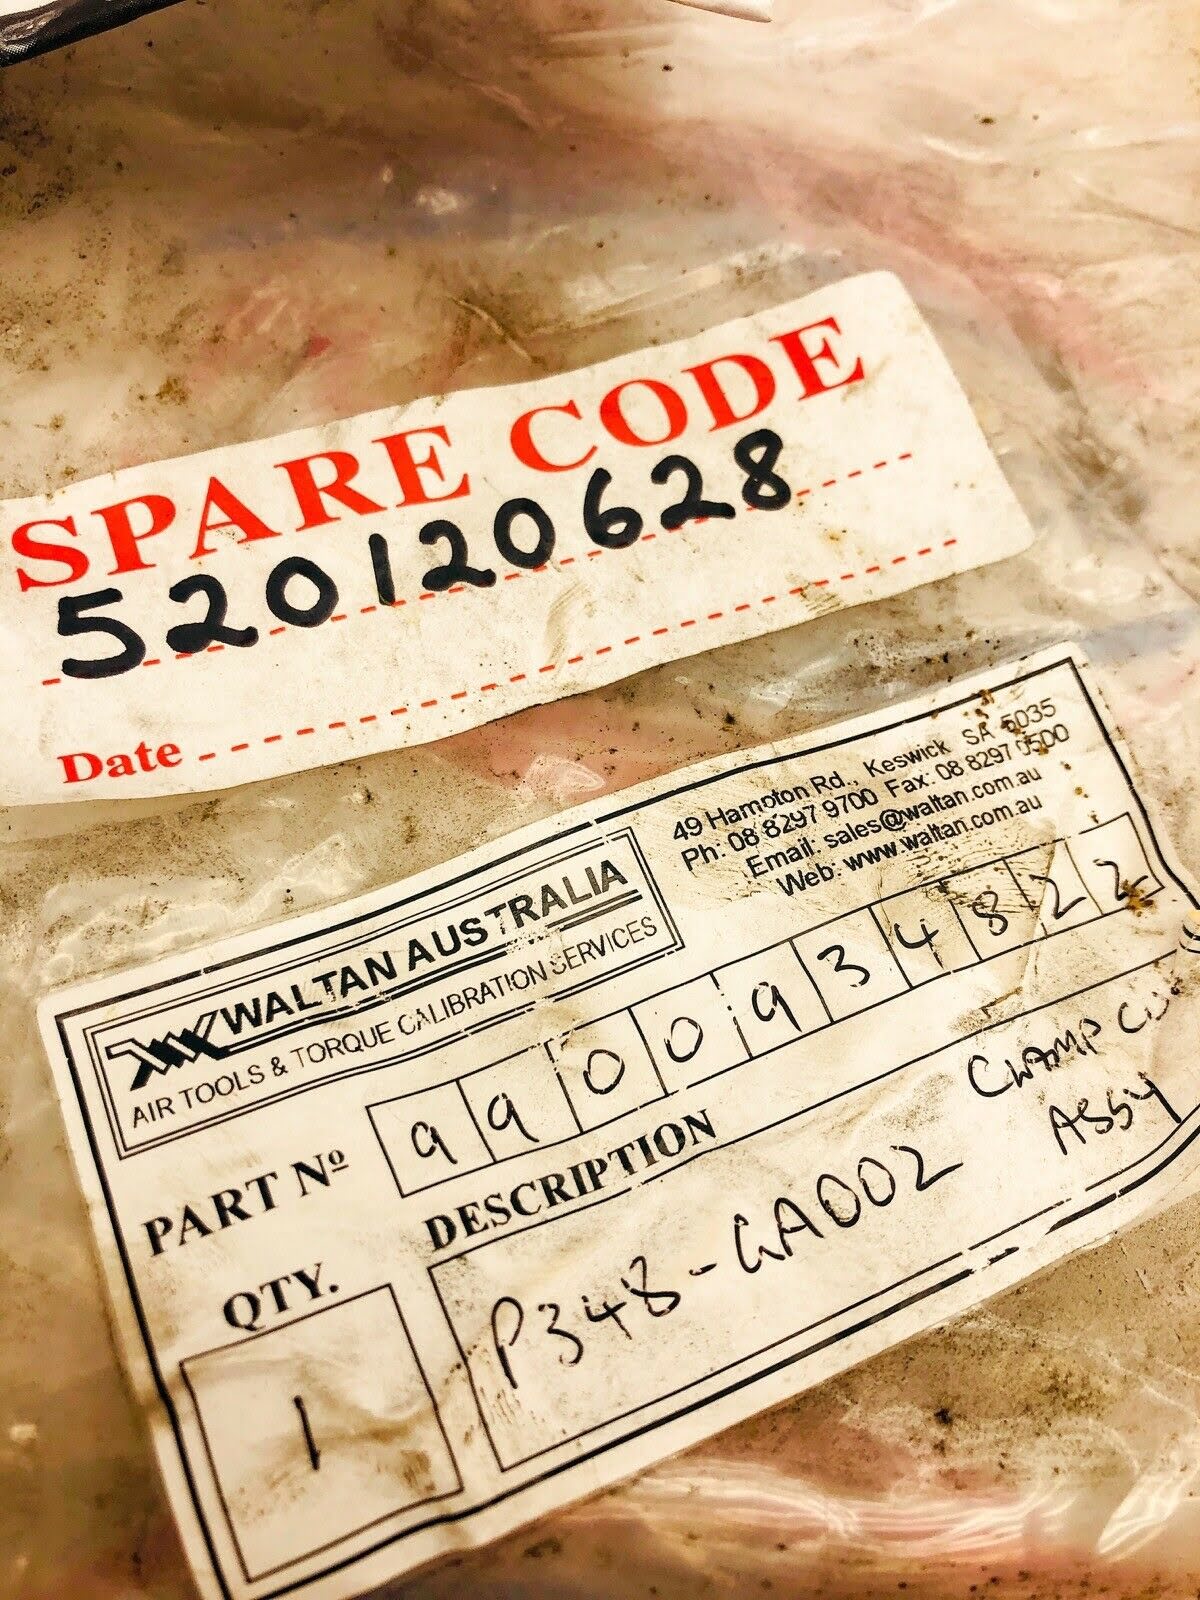 SPARE CODE
520120628
Date
WALTAN AUSTRALIA
AIR TOOLS & TORQUE CALIBRATION SERVICES
49 Hampton Rd., Keswick SA 5035
Ph: 08 8297 9700 Fax: 08 8297 0500
Email: sales@waltan.com.au
Web: www.waltan.com.au
PART Nº 9900934822
QTY. DESCRIPTION
1 P348-GA002 CLAMP
ASSY